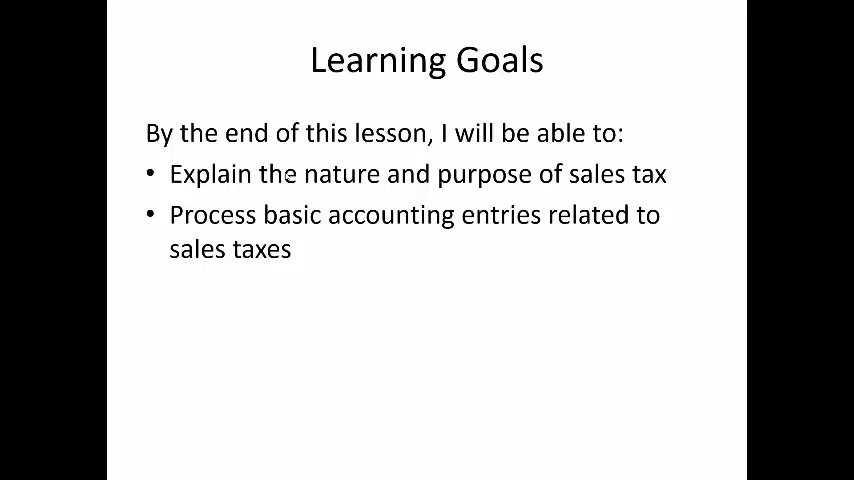 Learning Goals
By the end of this lesson, I will be able to:
• Explain the nature and purpose of sales tax
• Process basic accounting entries related to
sales taxes